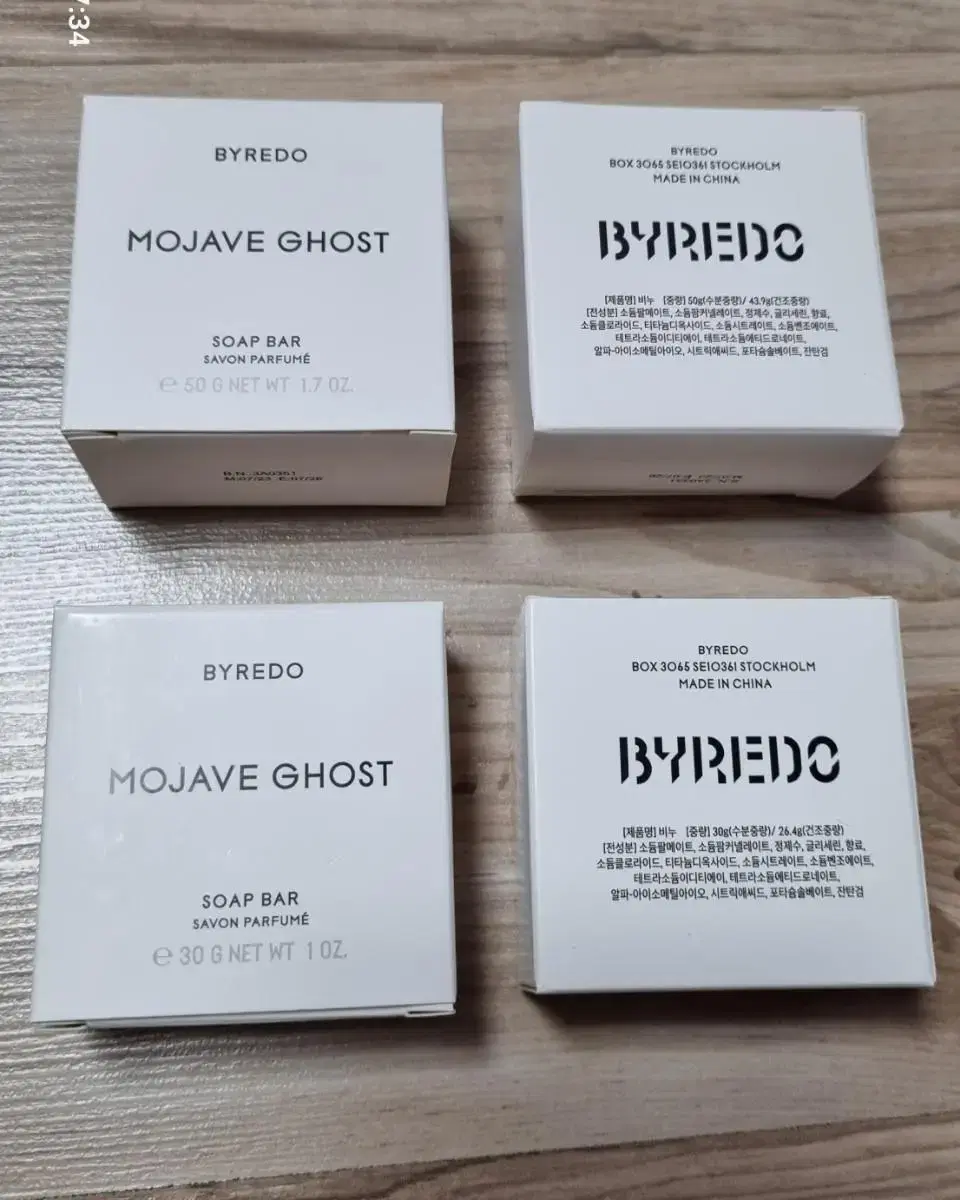 7:34
BYREDO
MOJAVE GHOST
SOAP BAR
SAVON PARFUMÉ
℮ 50 G NET WT 1.7 OZ.
B.N. 3A0351
M:07/23 E:07/26
BYREDO
BOX 3065 SE10361 STOCKHOLM
MADE IN CHINA
BYREDO
[제품명] 비누 [중량] 50g(수분중량)/ 43.9g(건조중량)
[전성분] 소듐팔메이트, 소듐팜커넬레이트, 정제수, 글리세린, 향료,
소듐클로라이드, 티타늄디옥사이드, 소듐시트레이트, 소듐벤조에이트,
테트라소듐이디티에이, 테트라소듐에티드로네이트,
알파-아이소메틸아이오, 시트릭애씨드, 포타슘솔베이트, 잔탄검
BYREDO
MOJAVE GHOST
SOAP BAR
SAVON PARFUMÉ
℮ 30 G NET WT 1 OZ.
BYREDO
BOX 3065 SE10361 STOCKHOLM
MADE IN CHINA
BYREDO
[제품명] 비누 [중량] 30g(수분중량)/ 26.4g(건조중량)
[전성분] 소듐팔메이트, 소듐팜커넬레이트, 정제수, 글리세린, 향료,
소듐클로라이드, 티타늄디옥사이드, 소듐시트레이트, 소듐벤조에이트,
테트라소듐이디티에이, 테트라소듐에티드로네이트,
알파-아이소메틸아이오, 시트릭애씨드, 포타슘솔베이트, 잔탄검